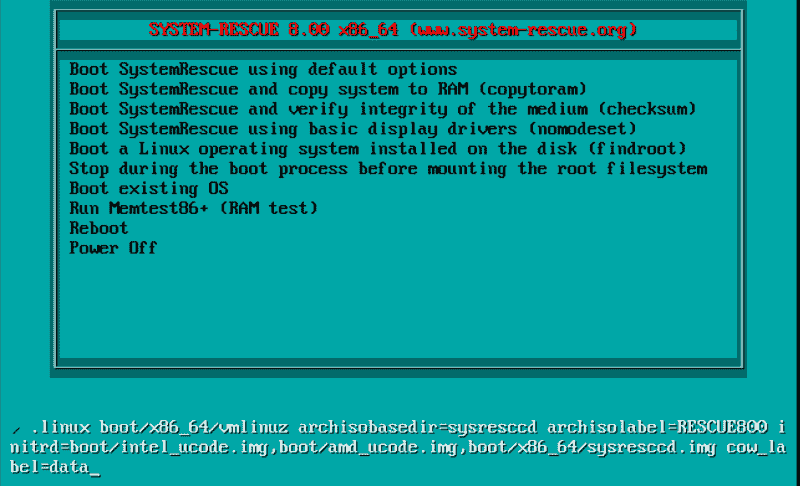 SYSTEM-RESCUE 8.00 x86_64 (www.system-rescue.org)
Boot SystemRescue using default options
Boot SystemRescue and copy system to RAM (copytoram)
Boot SystemRescue and verify integrity of the medium (checksum)
Boot SystemRescue using basic display drivers (nomodeset)
Boot a Linux operating system installed on the disk (findroot)
Stop during the boot process before mounting the root filesystem
Boot existing OS
Run Memtest86+ (RAM test)
Reboot
Power Off
/ .linux boot/x86_64/vmlinuz archisobasedir=sysresccd archisolabel=RESCUE800 i
nitrd=boot/intel_ucode.img,boot/amd_ucode.img,boot/x86_64/sysresccd.img cow_la
bel=data_